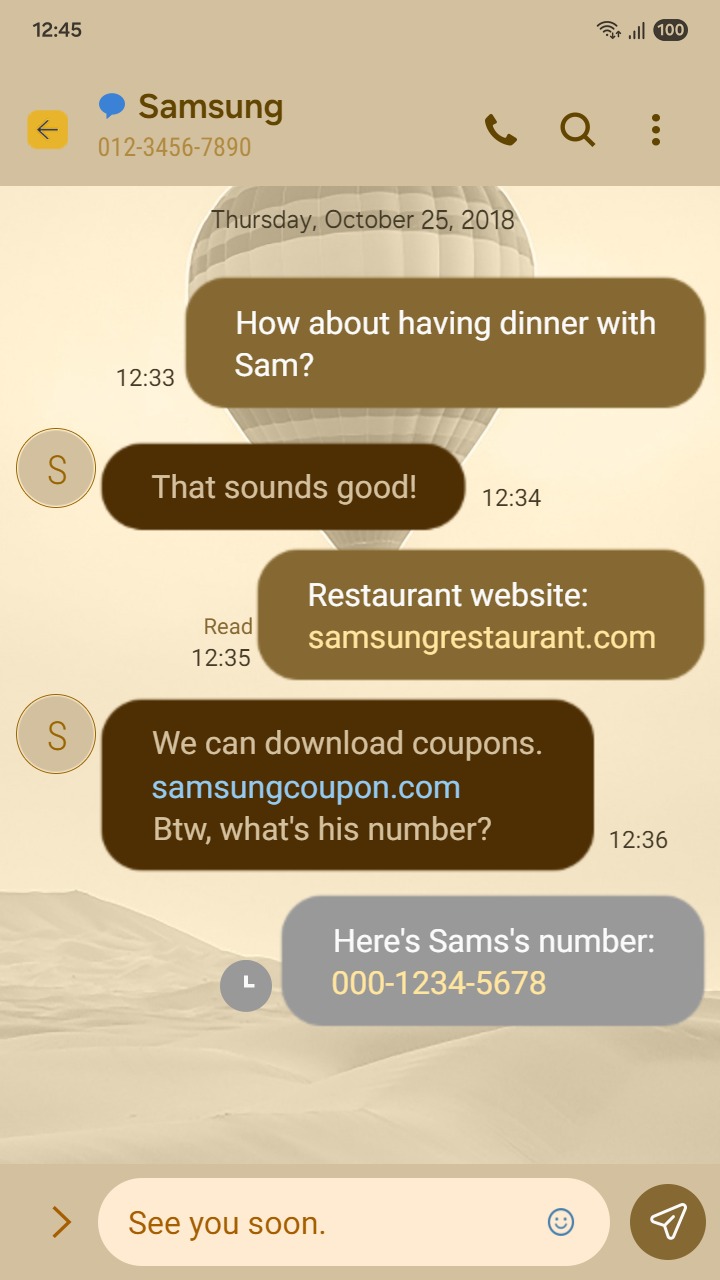 12:45
100
Samsung
012-3456-7890
Thursday, October 25, 2018
How about having dinner with
Sam?
12:33
S
That sounds good!
12:34
Restaurant website:
samsungrestaurant.com
Read
12:35
S
We can download coupons.
samsungcoupon.com
Btw, what's his number?
12:36
Here's Sams's number:
000-1234-5678
See you soon.